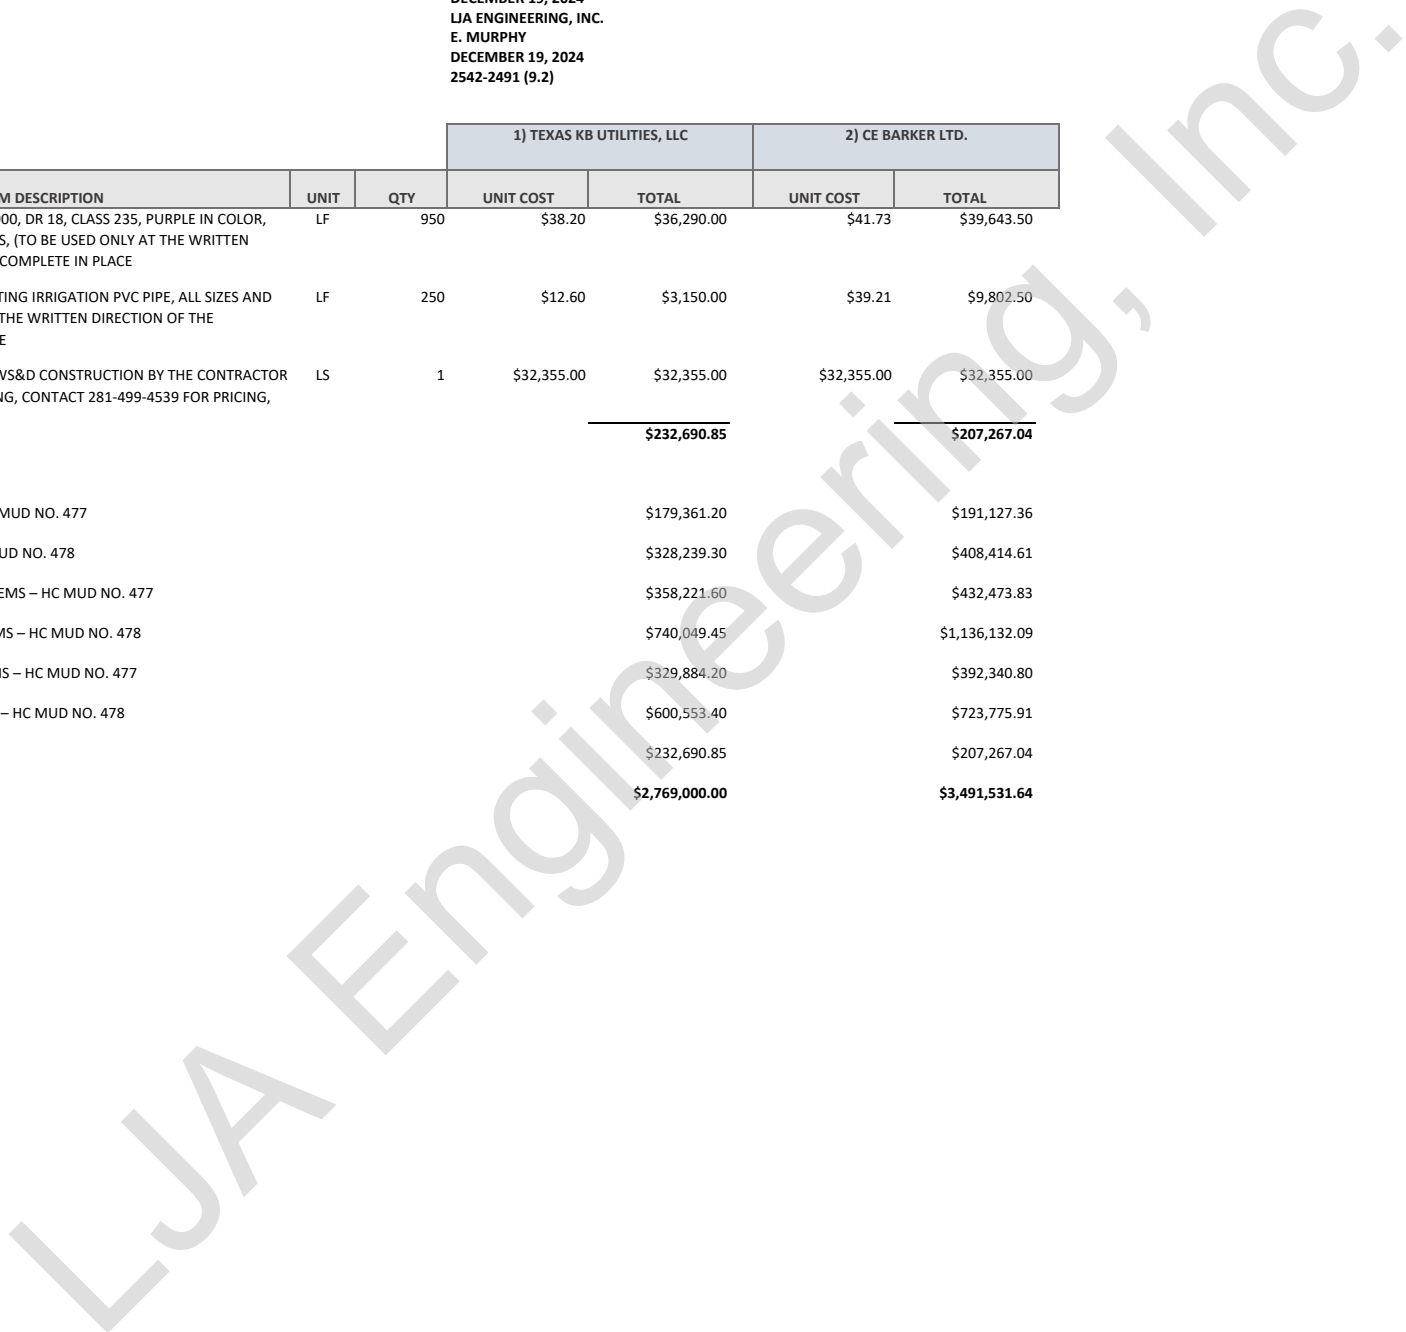 DECEMBER 19, 2024
LJA ENGINEERING, INC.
E. MURPHY
DECEMBER 19, 2024
2542-2491 (9.2)
1) TEXAS KB UTILITIES, LLC 2) CE BARKER LTD.
M DESCRIPTION UNIT QTY UNIT COST TOTAL UNIT COST TOTAL
00, DR 18, CLASS 235, PURPLE IN COLOR, LF 950 $38.20 $36,290.00 $41.73 $39,643.50
S, (TO BE USED ONLY AT THE WRITTEN
COMPLETE IN PLACE
TING IRRIGATION PVC PIPE, ALL SIZES AND LF 250 $12.60 $3,150.00 $39.21 $9,802.50
THE WRITTEN DIRECTION OF THE
E
WS&D CONSTRUCTION BY THE CONTRACTOR LS 1 $32,355.00 $32,355.00 $32,355.00 $32,355.00
NG, CONTACT 281-499-4539 FOR PRICING,
$232,690.85 $207,267.04
MUD NO. 477 $179,361.20 $191,127.36
UD NO. 478 $328,239.30 $408,414.61
EMS – HC MUD NO. 477 $358,221.60 $432,473.83
MS – HC MUD NO. 478 $740,049.45 $1,136,132.09
MS – HC MUD NO. 477 $329,884.20 $392,340.80
– HC MUD NO. 478 $600,553.40 $723,775.91
$232,690.85 $207,267.04
$2,769,000.00 $3,491,531.64
LJA Engineering, Inc.